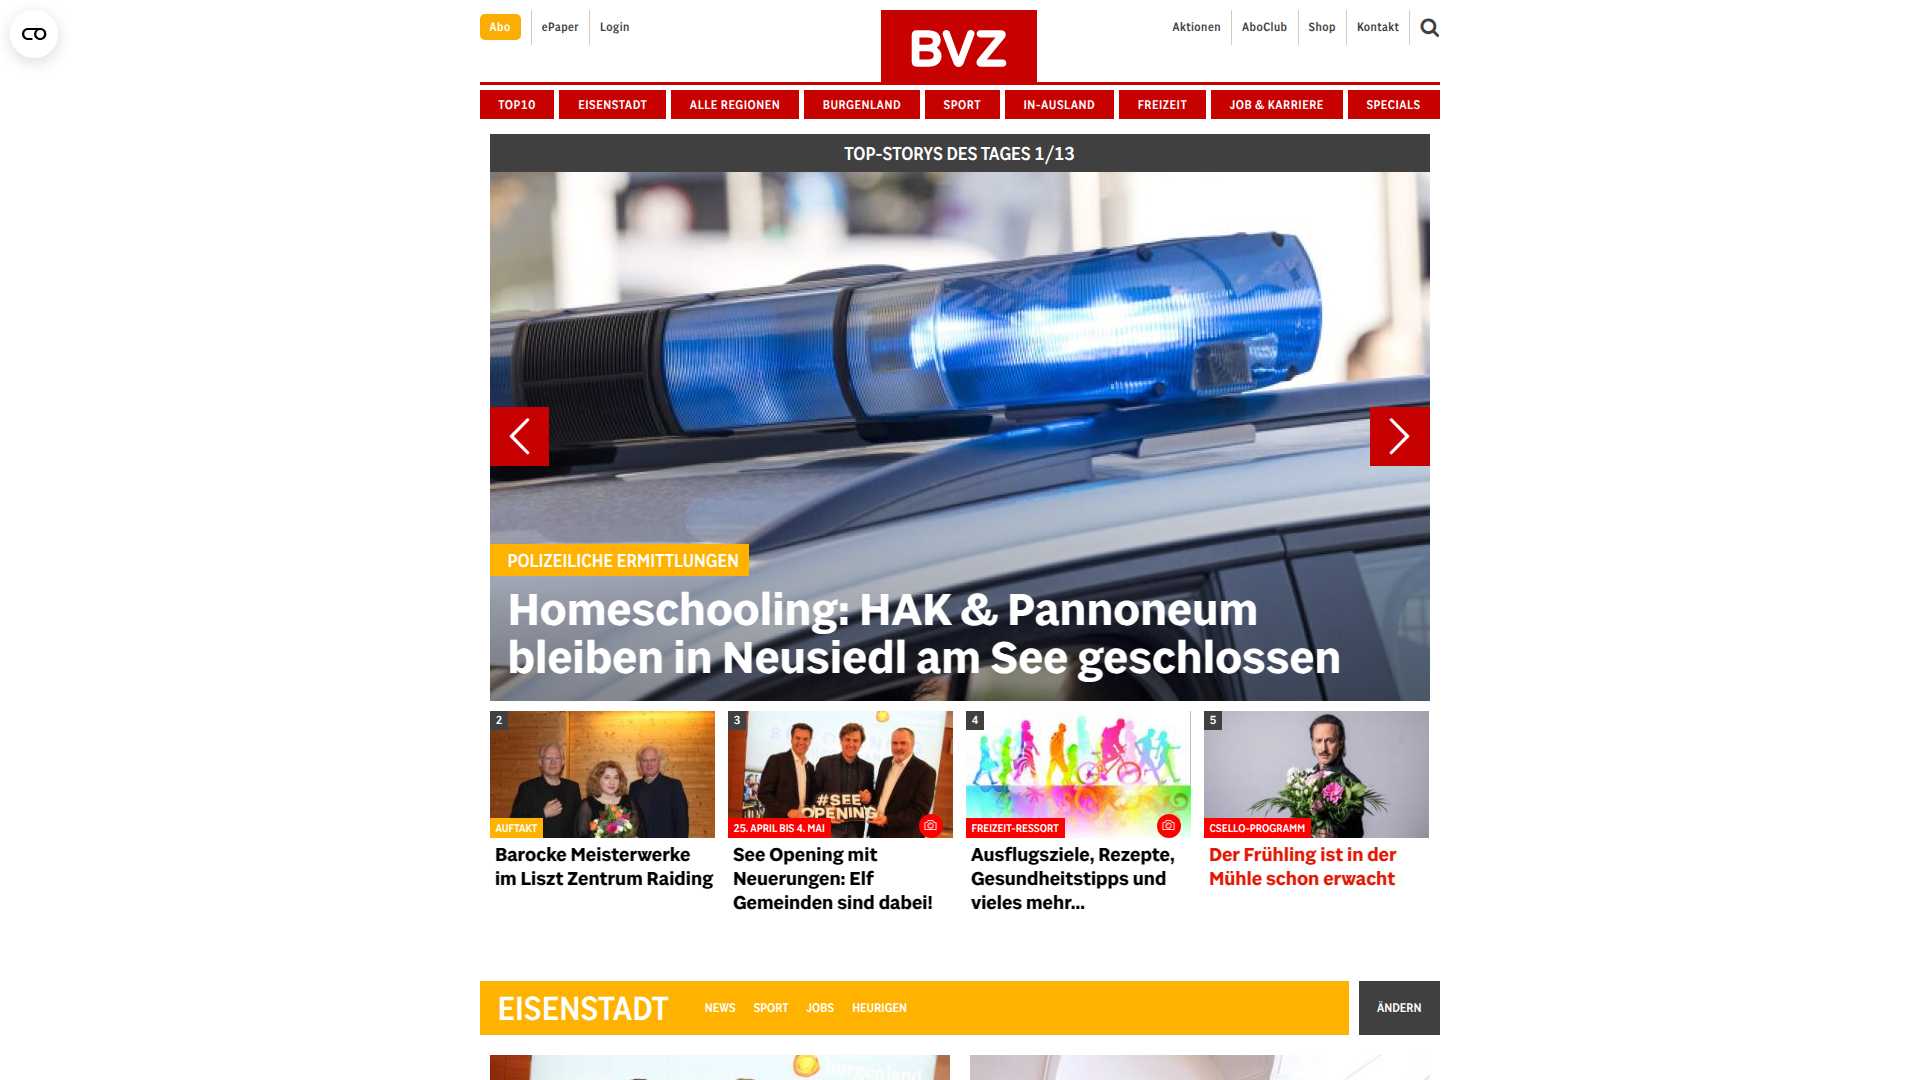 Abo
ePaper
Login
BVZ
Aktionen
AboClub
Shop
Kontakt
TOP10
EISENSTADT
ALLE REGIONEN
BURGENLAND
SPORT
IN-AUSLAND
FREIZEIT
JOB & KARRIERE
SPECIALS
TOP-STORYS DES TAGES 1/13
POLIZEILICHE ERMITTLUNGEN
Homeschooling: HAK & Pannoneum
bleiben in Neusiedl am See geschlossen
2
AUFTAKT
Barocke Meisterwerke
im Liszt Zentrum Raiding
3
#SEE
OPENING
25. APRIL BIS 4. MAI
See Opening mit
Neuerungen: Elf
Gemeinden sind dabei!
4
FREIZEIT-RESSORT
Ausflugsziele, Rezepte,
Gesundheitstipps und
vieles mehr...
5
CSELLO-PROGRAMM
Der Frühling ist in der
Mühle schon erwacht
EISENSTADT
NEWS
SPORT
JOBS
HEURIGEN
ÄNDERN